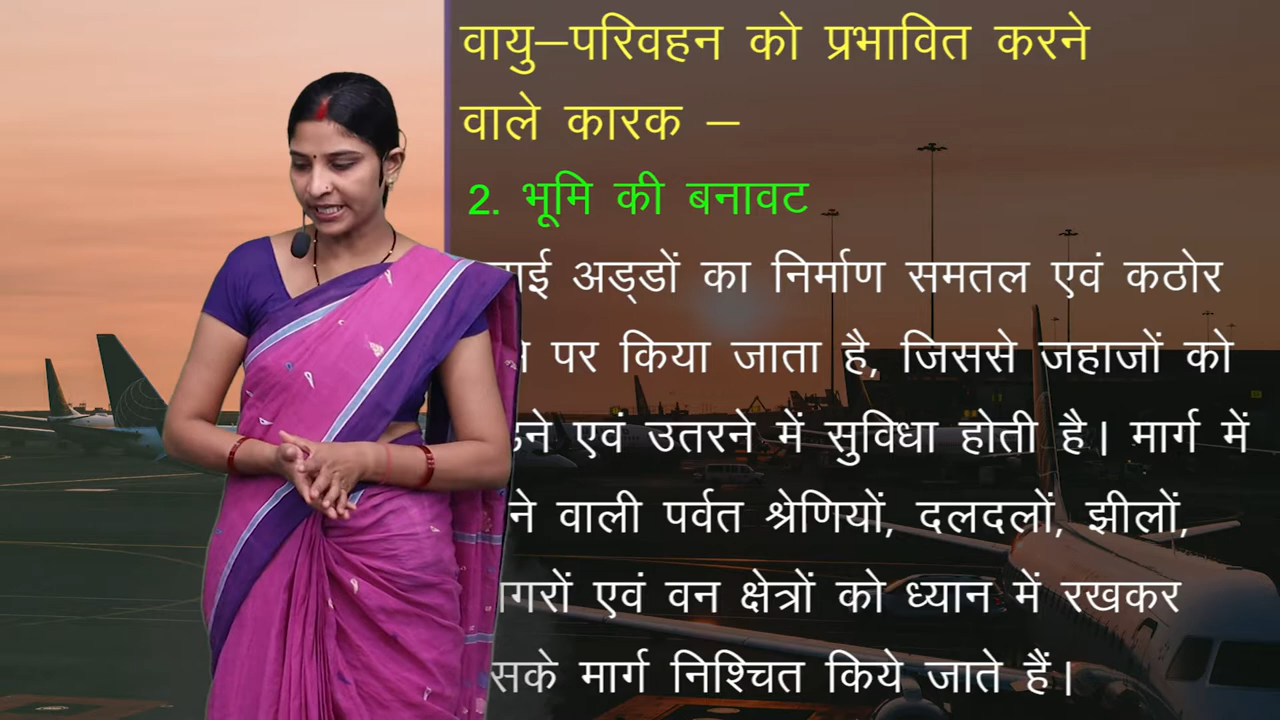 वायु–परिवहन को प्रभावित करने
वाले कारक –
2. भूमि की बनावट
अड्डों का निर्माण समतल एवं कठोर
पर किया जाता है, जिससे जहाजों को
एवं उतरने में सुविधा होती है। मार्ग में
वाली पर्वत श्रेणियों, दलदलों, झीलों,
एवं वन क्षेत्रों को ध्यान में रखकर
मार्ग निश्चित किये जाते हैं।